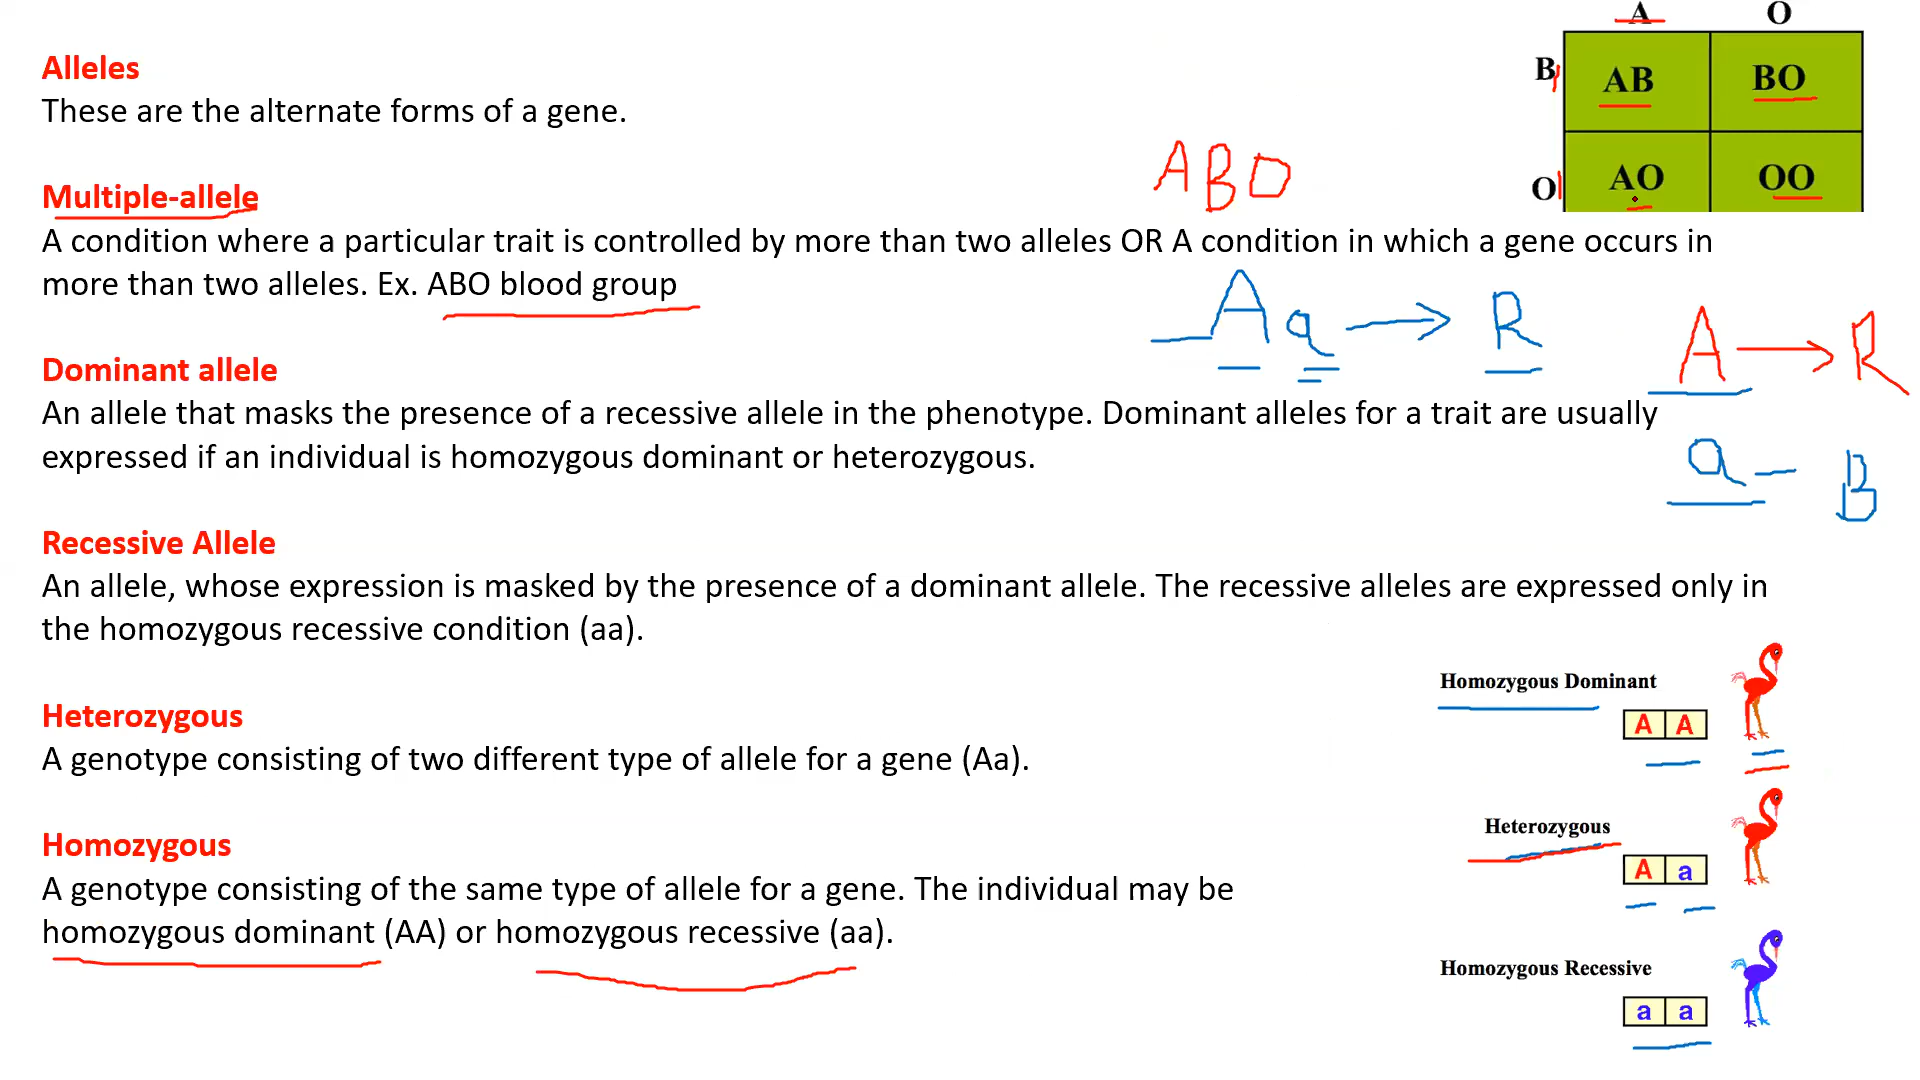 Alleles
These are the alternate forms of a gene.
Multiple-allele
A condition where a particular trait is controlled by more than two alleles OR A condition in which a gene occurs in
more than two alleles. Ex. ABO blood group
Dominant allele
An allele that masks the presence of a recessive allele in the phenotype. Dominant alleles for a trait are usually
expressed if an individual is homozygous dominant or heterozygous.
Recessive Allele
An allele, whose expression is masked by the presence of a dominant allele. The recessive alleles are expressed only in
the homozygous recessive condition (aa).
Heterozygous
A genotype consisting of two different type of allele for a gene (Aa).
Homozygous
A genotype consisting of the same type of allele for a gene. The individual may be
homozygous dominant (AA) or homozygous recessive (aa).
A O
B AB BO
O AO OO
ABO
Aa → R
A → R
a – B
Homozygous Dominant
A A
Heterozygous
A a
Homozygous Recessive
a a